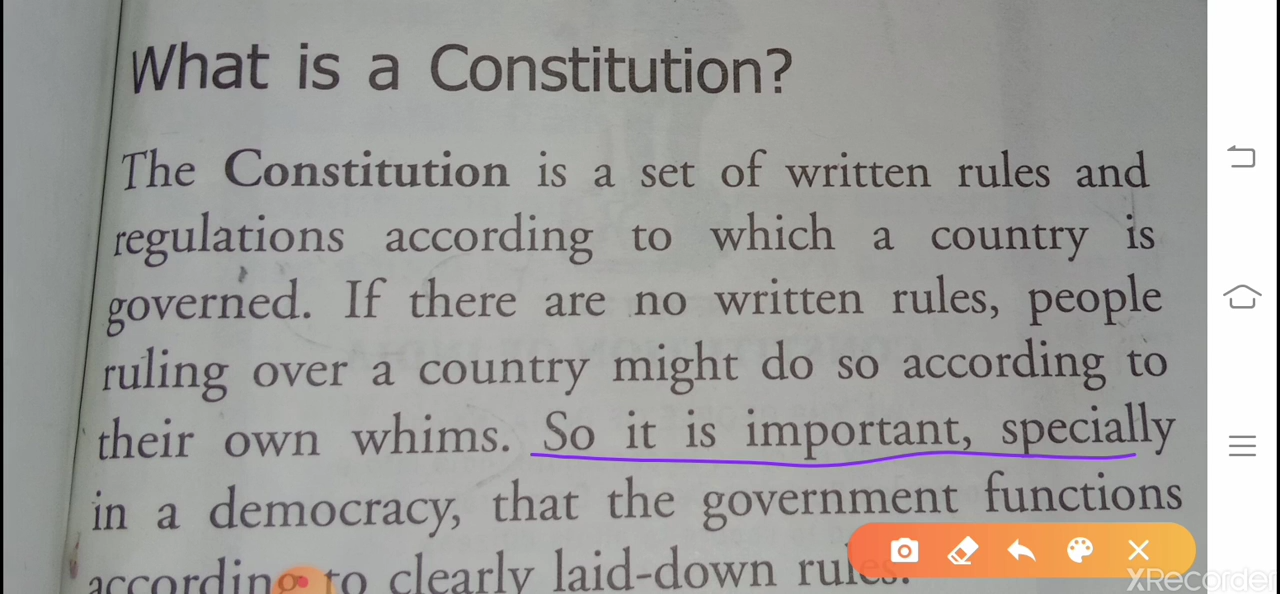 What is a Constitution?
The Constitution is a set of written rules and
regulations according to which a country is
governed. If there are no written rules, people
ruling over a country might do so according to
their own whims. So it is important, specially
in a democracy, that the government functions
according to clearly laid-down rules.
XRecorder